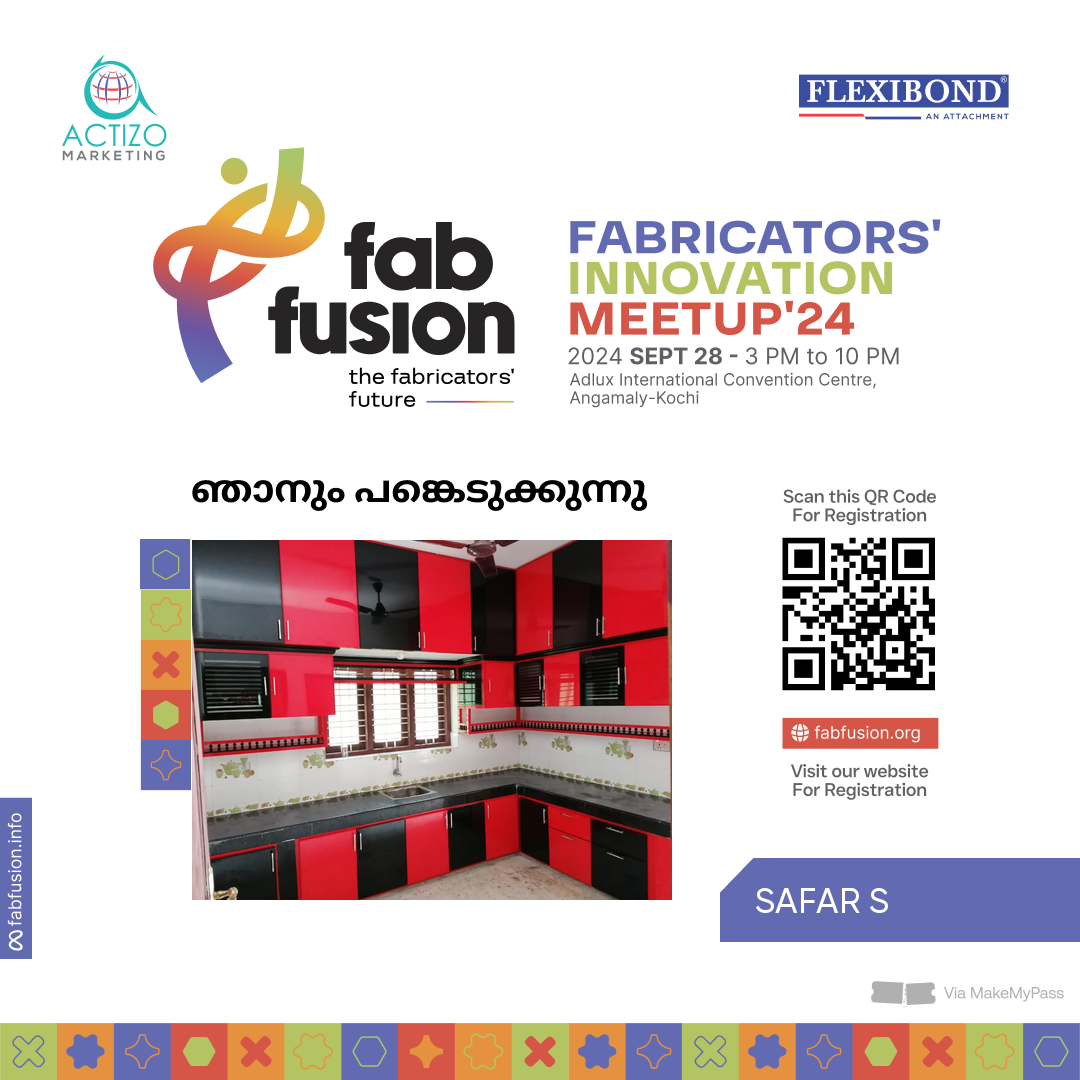 ACTIZO
MARKETING
FLEXIBOND®
AN ATTACHMENT
fab
fusion
the fabricators'
future
FABRICATORS'
INNOVATION
MEETUP'24
2024 SEPT 28 - 3 PM to 10 PM
Adlux International Convention Centre,
Angamaly-Kochi
ഞാനും പങ്കെടുക്കുന്നു
Scan this QR Code
For Registration
fabfusion.org
Visit our website
For Registration
fabfusion.info
SAFAR S
Via MakeMyPass